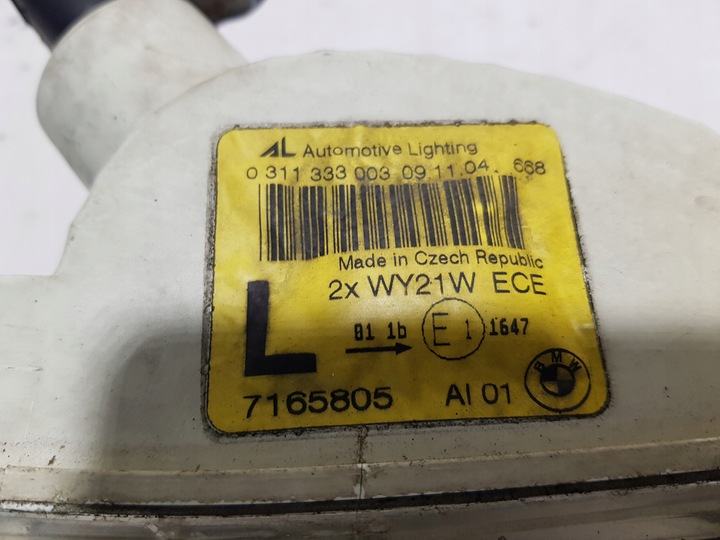 AL Automotive Lighting
0 311 333 003 09 11.04. 668
Made in Czech Republic
2x WY21W ECE
L
01 1b E 1 1647
BMW
7165805 AI 01